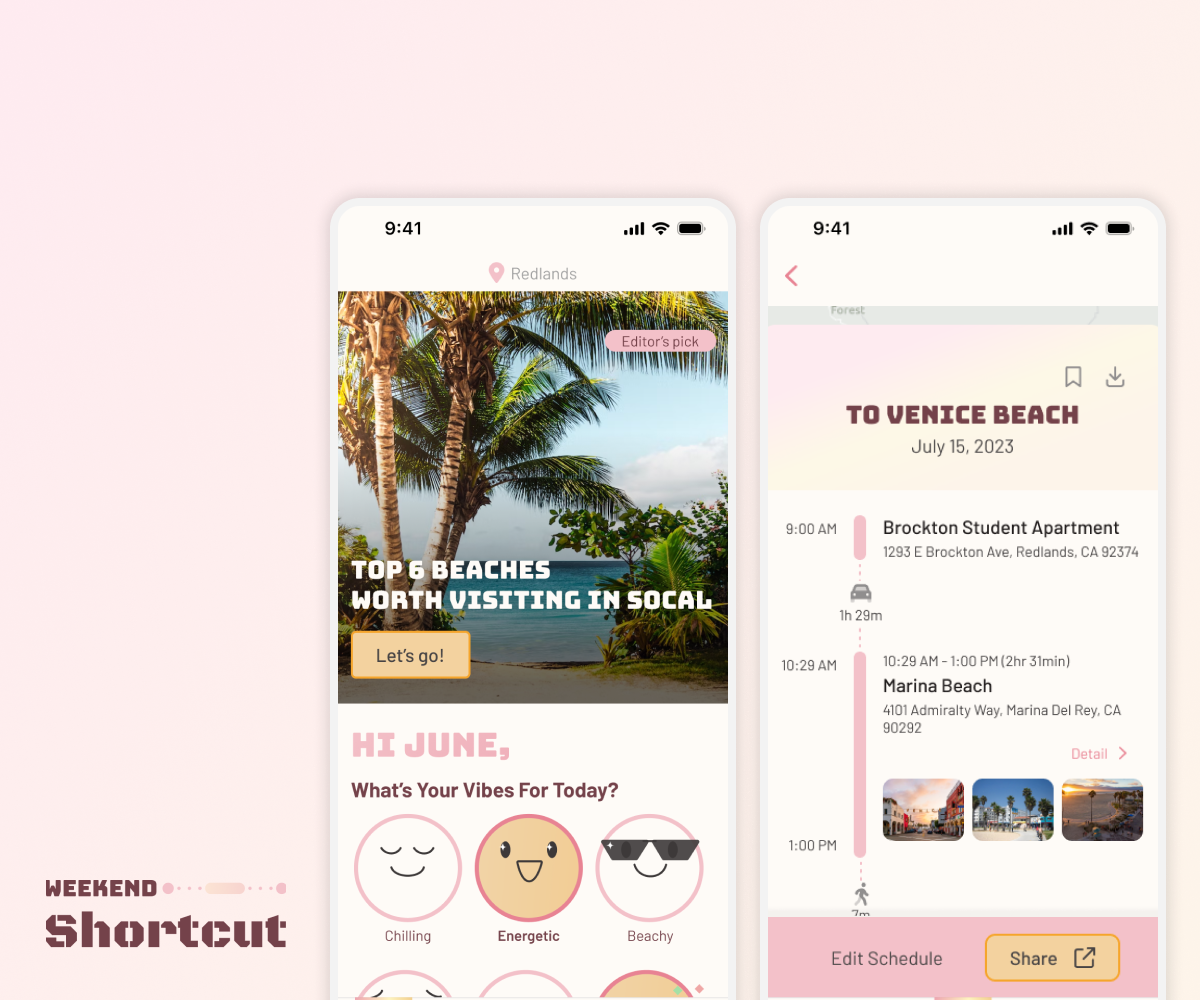 WEEKEND
Shortcut
9:41
Redlands
Editor's pick
TOP 6 BEACHES
WORTH VISITING IN SOCAL
Let's go!
HI JUNE,
What's Your Vibes For Today?
Chilling
Energetic
Beachy
9:41
Forest
TO VENICE BEACH
July 15, 2023
9:00 AM
Brockton Student Apartment
1293 E Brockton Ave, Redlands, CA 92374
1h 29m
10:29 AM
10:29 AM - 1:00 PM (2hr 31min)
Marina Beach
4101 Admiralty Way, Marina Del Rey, CA
90292
Detail
1:00 PM
7m
Edit Schedule
Share